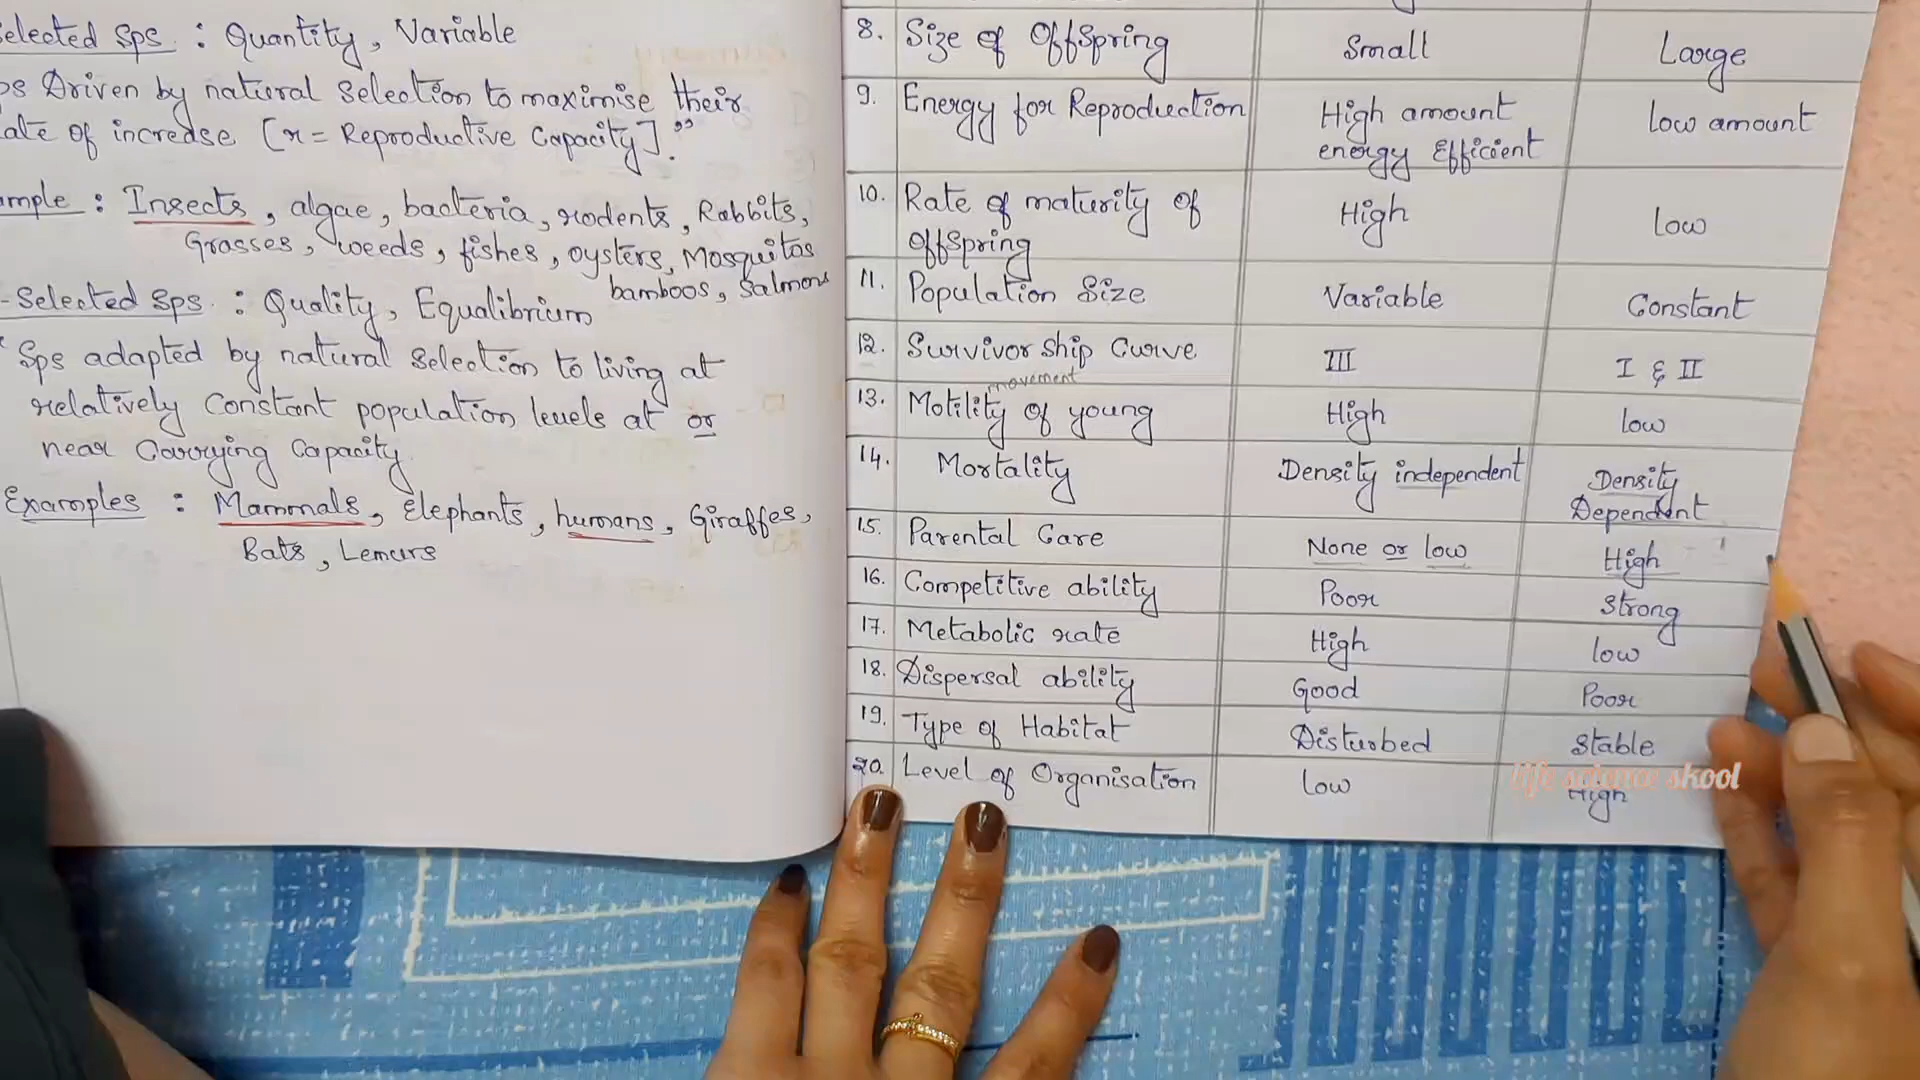 elected Sps : Quantity, Variable
ps Driven by natural Selection to maximise their
ate of increase [r = Reproductive Capacity]."
mple : Insects, algae, bacteria, rodents, Rabbits,
Grasses, weeds, fishes, oysters, Mosquitos
bamboos, Salmons
-Selected Sps. : Quality, Equalibrium
Sps adapted by natural Selection to living at
relatively Constant population levels at or
near Carrying Capacity
Examples : Mammals, Elephants, humans, Giraffes,
Bats, Lemurs
8. Size of Offspring Small Large
9. Energy for Reproduction High amount low amount
energy Efficient
10. Rate of maturity of High low
Offspring
11. Population Size Variable Constant
12. Survivor ship Curve III I & II
movement
13. Motility of young High low
14. Mortality Density independent Density
Dependent
15. Parental Care None or low High
16. Competitive ability Poor Strong
17. Metabolic rate High low
18. Dispersal ability Good Poor
19. Type of Habitat Disturbed Stable
20. Level of Organisation low High
life science skool